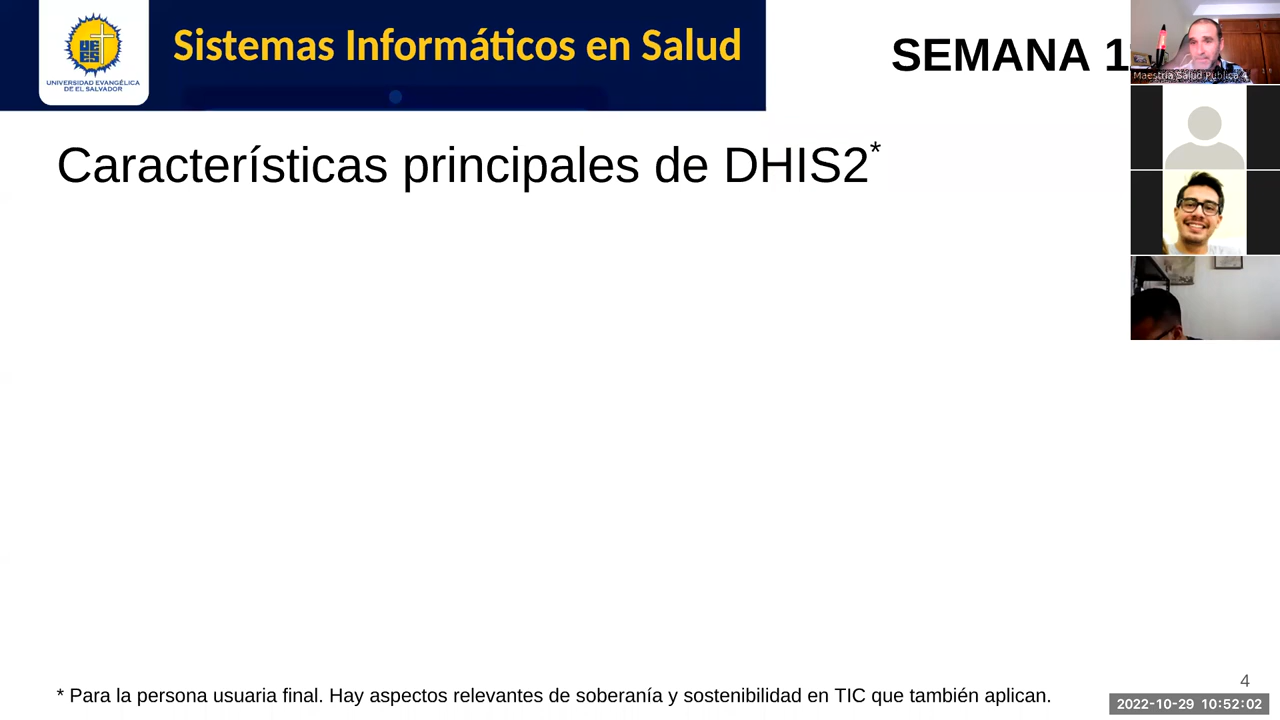 Sistemas Informáticos en Salud
UNIVERSIDAD EVANGÉLICA
DE EL SALVADOR
SEMANA 1
Maestría Salud Pública 4
Características principales de DHIS2*
* Para la persona usuaria final. Hay aspectos relevantes de soberanía y sostenibilidad en TIC que también aplican.
4
2022-10-29 10:52:02